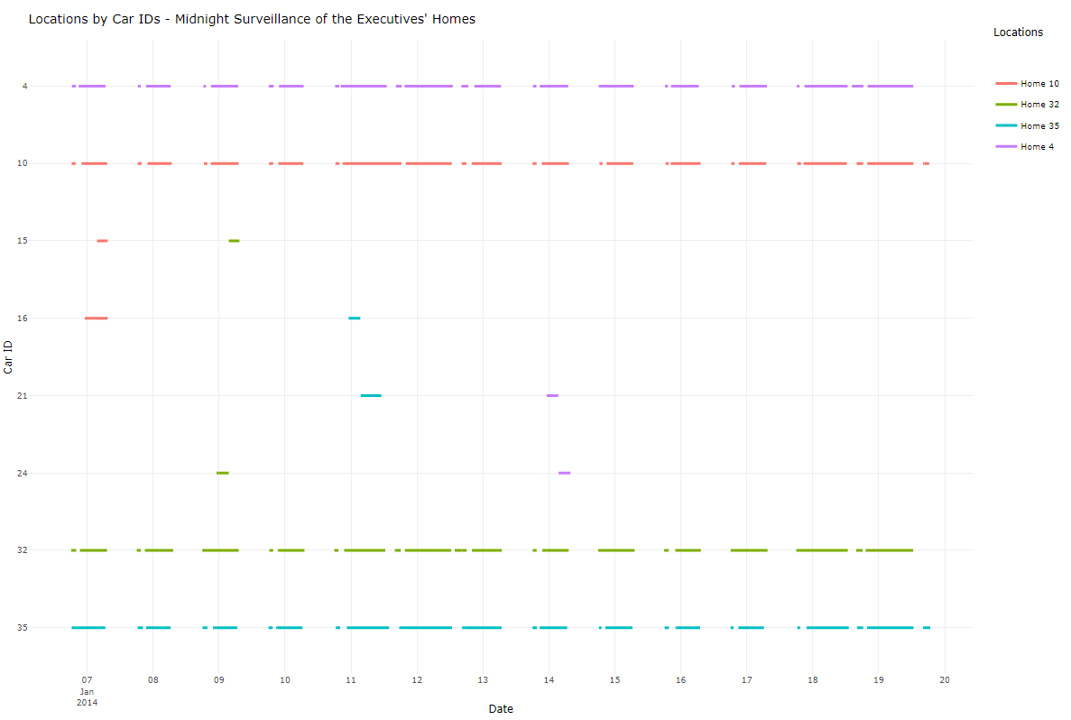 Locations by Car IDs - Midnight Surveillance of the Executives' Homes
Locations
Home 10
Home 32
Home 35
Home 4
Car ID
4
10
15
16
21
24
32
35
07
Jan
2014
08
09
10
11
12
13
14
15
16
17
18
19
20
Date